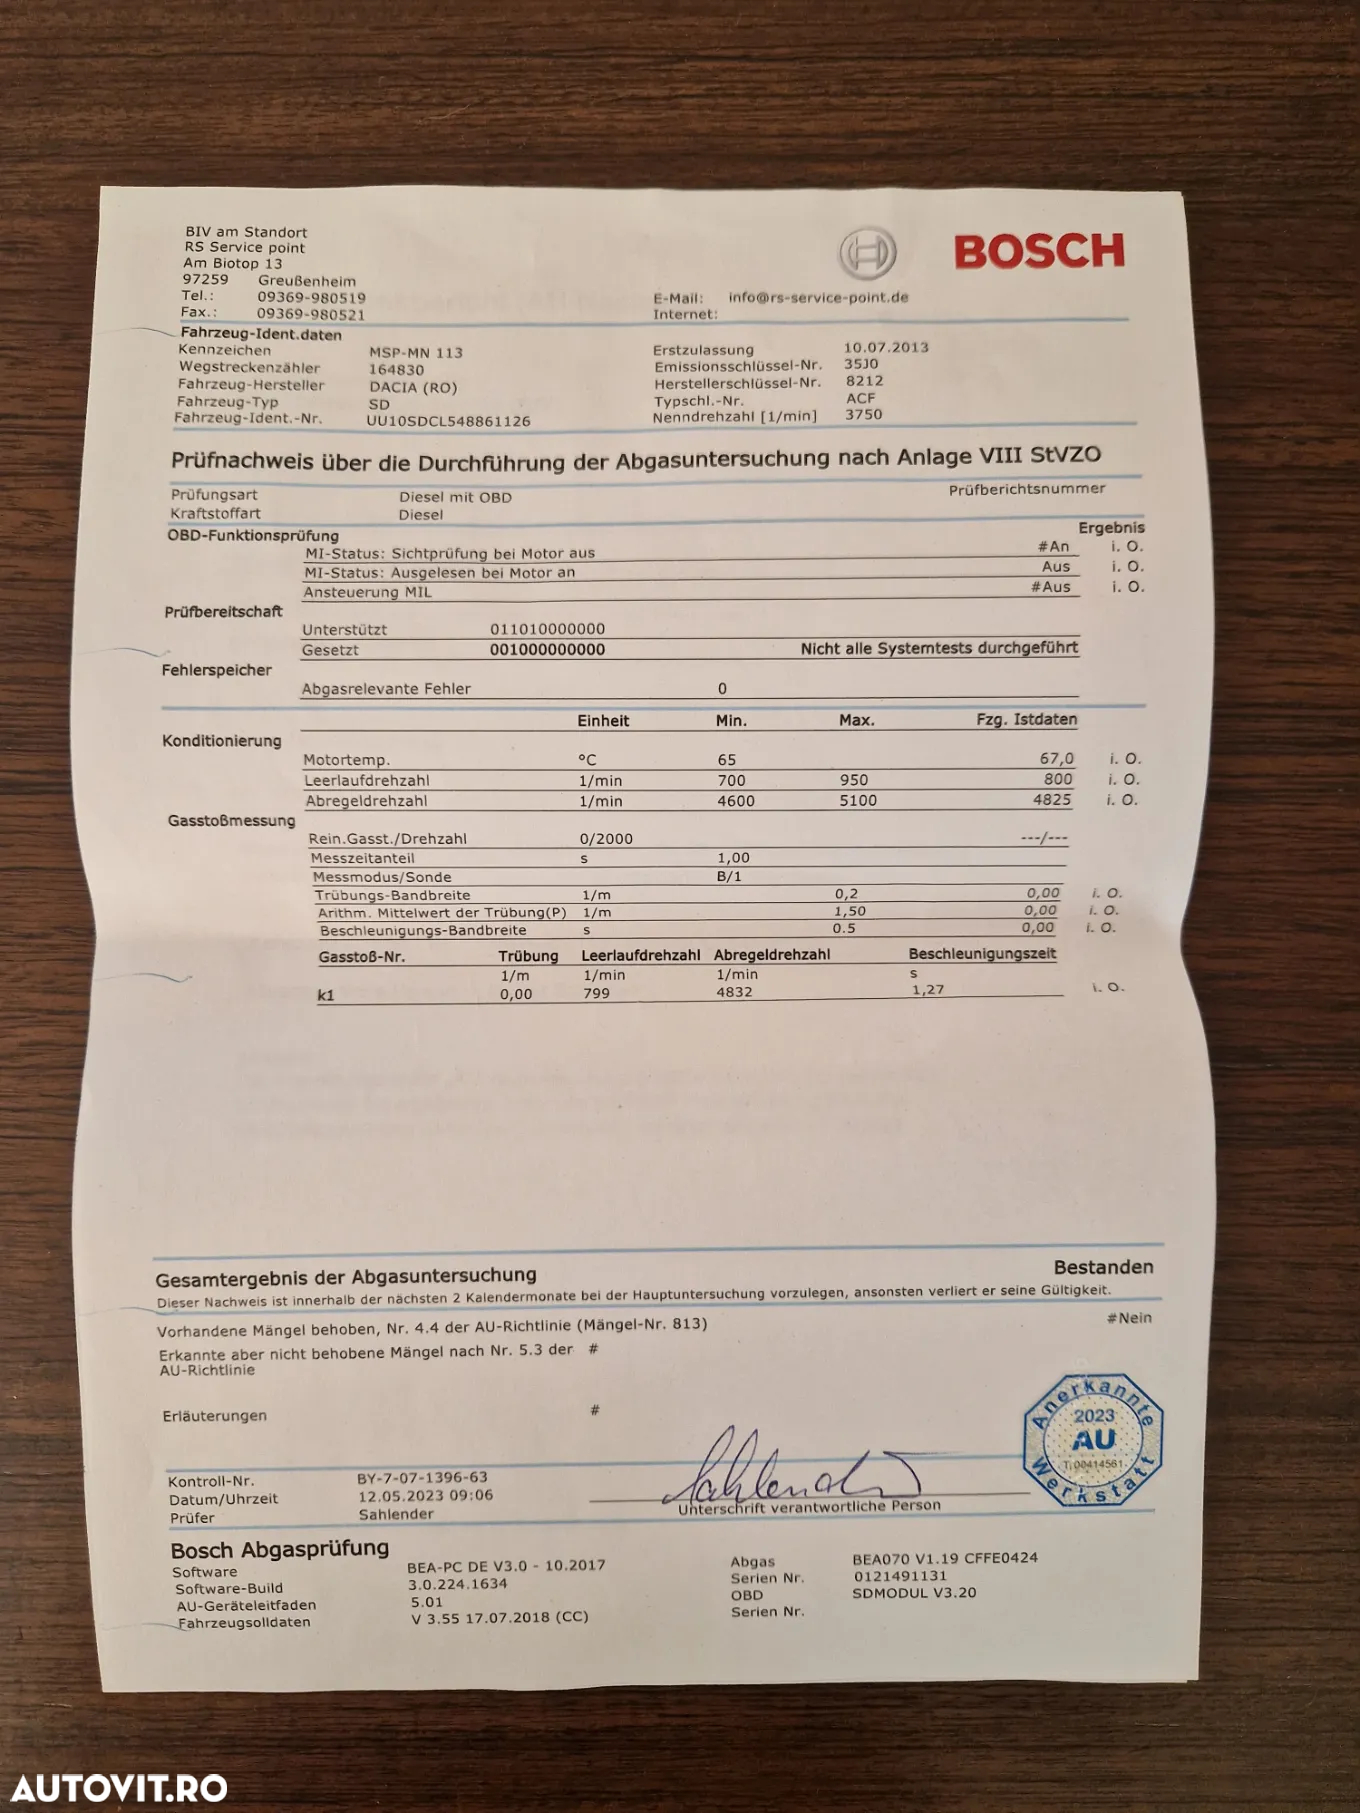 BIV am Standort
RS Service point
Am Biotop 13
97259 Greußenheim
Tel.: 09369-980519
Fax.: 09369-980521
BOSCH
E-Mail: info@rs-service-point.de
Internet:
Fahrzeug-Ident.daten
Kennzeichen MSP-MN 113 Erstzulassung 10.07.2013
Wegstreckenzähler 164830 Emissionsschlüssel-Nr. 35J0
Fahrzeug-Hersteller DACIA (RO) Herstellerschlüssel-Nr. 8212
Fahrzeug-Typ SD Typschl.-Nr. ACF
Fahrzeug-Ident.-Nr. UU10SDCL548861126 Nenndrehzahl [1/min] 3750
Prüfnachweis über die Durchführung der Abgasuntersuchung nach Anlage VIII StVZO
Prüfungsart Diesel mit OBD Prüfberichtsnummer
Kraftstoffart Diesel
OBD-Funktionsprüfung Ergebnis
MI-Status: Sichtprüfung bei Motor aus #An i. O.
MI-Status: Ausgelesen bei Motor an Aus i. O.
Ansteuerung MIL #Aus i. O.
Prüfbereitschaft
Unterstützt 011010000000
Gesetzt 001000000000 Nicht alle Systemtests durchgeführt
Fehlerspeicher
Abgasrelevante Fehler 0
Einheit Min. Max. Fzg. Istdaten
Konditionierung
Motortemp. °C 65 67,0 i. O.
Leerlaufdrehzahl 1/min 700 950 800 i. O.
Abregeldrehzahl 1/min 4600 5100 4825 i. O.
Gasstoßmessung
Rein.Gasst./Drehzahl 0/2000 ---/---
Messzeitanteil s 1,00
Messmodus/Sonde B/1
Trübungs-Bandbreite 1/m 0,2 0,00 i. O.
Arithm. Mittelwert der Trübung(P) 1/m 1,50 0,00 i. O.
Beschleunigungs-Bandbreite s 0.5 0,00 i. O.
Gasstoß-Nr. Trübung Leerlaufdrehzahl Abregeldrehzahl Beschleunigungszeit
1/m 1/min 1/min s
k1 0,00 799 4832 1,27 i. O.
Gesamtergebnis der Abgasuntersuchung Bestanden
Dieser Nachweis ist innerhalb der nächsten 2 Kalendermonate bei der Hauptuntersuchung vorzulegen, ansonsten verliert er seine Gültigkeit.
Vorhandene Mängel behoben, Nr. 4.4 der AU-Richtlinie (Mängel-Nr. 813) #Nein
Erkannte aber nicht behobene Mängel nach Nr. 5.3 der #
AU-Richtlinie
Erläuterungen #
Anerkannte
2023
AU
T:00414561
Werkstatt
Kontroll-Nr. BY-7-07-1396-63
Datum/Uhrzeit 12.05.2023 09:06
Prüfer Sahlender
Sahlender
Unterschrift verantwortliche Person
Bosch Abgasprüfung
Software BEA-PC DE V3.0 - 10.2017 Abgas BEA070 V1.19 CFFE0424
Software-Build 3.0.224.1634 Serien Nr. 0121491131
AU-Geräteleitfaden 5.01 OBD SDMODUL V3.20
Fahrzeugsolldaten V 3.55 17.07.2018 (CC) Serien Nr.
AUTOVIT.RO